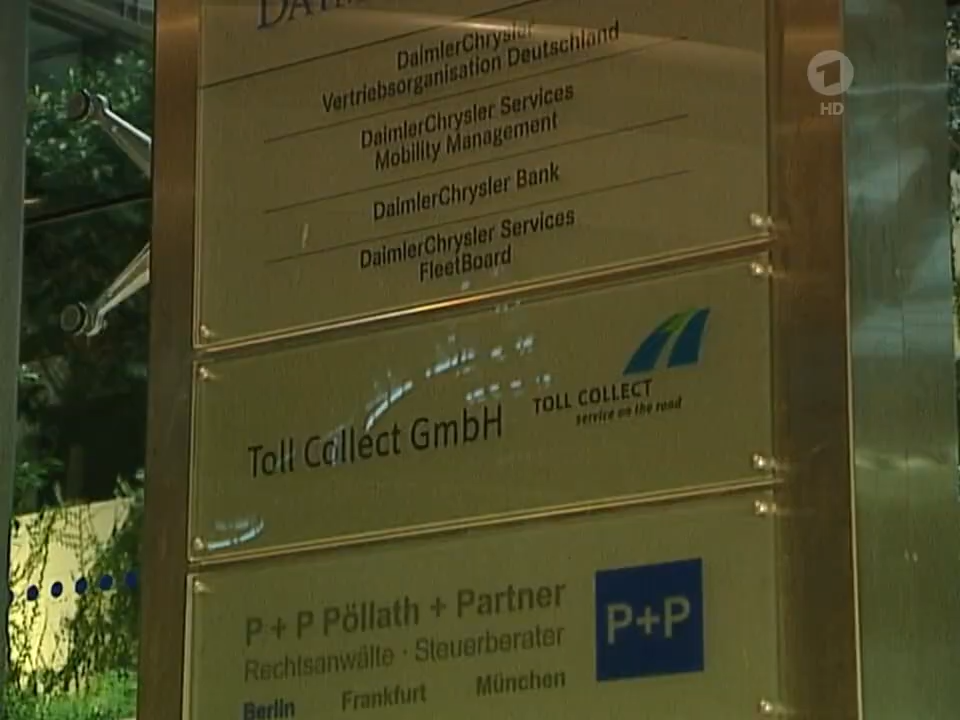 DaimlerChrysler
Vertriebsorganisation Deutschland
DaimlerChrysler Services
Mobility Management
DaimlerChrysler Bank
DaimlerChrysler Services
FleetBoard
Toll Collect GmbH
TOLL COLLECT
service on the road
P + P Pöllath + Partner
Rechtsanwälte · Steuerberater
Berlin Frankfurt München
P+P
1
HD